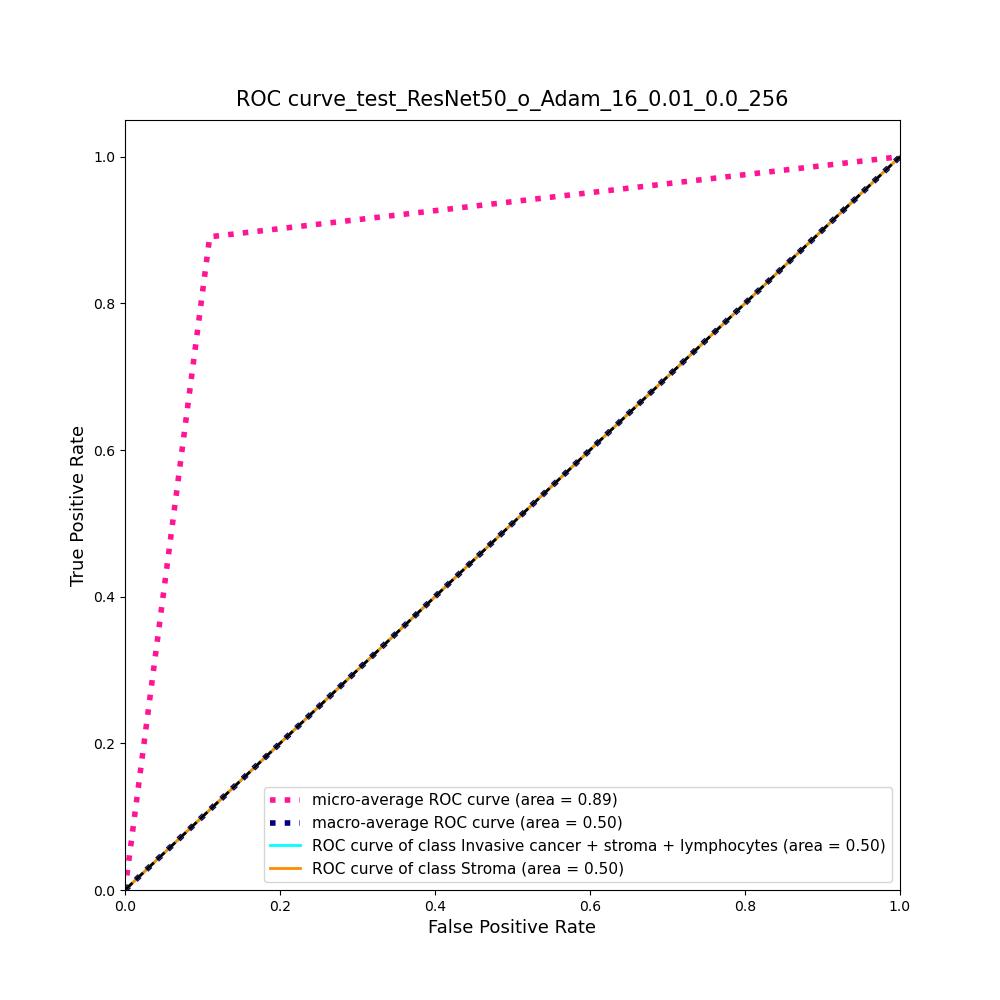 ROC curve_test_ResNet50_o_Adam_16_0.01_0.0_256
True Positive Rate
1.0
0.8
0.6
0.4
0.2
0.0
micro-average ROC curve (area = 0.89)
macro-average ROC curve (area = 0.50)
ROC curve of class Invasive cancer + stroma + lymphocytes (area = 0.50)
ROC curve of class Stroma (area = 0.50)
0.0 0.2 0.4 0.6 0.8 1.0
False Positive Rate